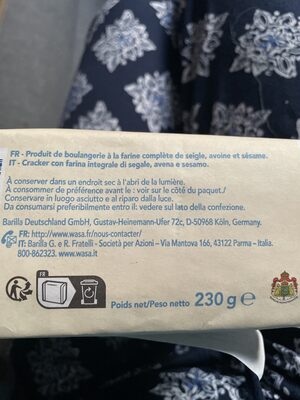 FR - Produit de boulangerie à la farine complète de seigle, avoine et sésame.
IT - Cracker con farina integrale di segale, avena e sesamo.
À conserver dans un endroit sec à l'abri de la lumière.
À consommer de préférence avant le : voir sur le côté du paquet./
Conservare in luogo asciutto e al riparo dalla luce.
Da consumarsi preferibilmente entro il: vedere sul lato della confezione.
Barilla Deutschland GmbH, Gustav-Heinemann-Ufer 72c, D-50968 Köln, Germany.
FR: http://www.wasa.fr/nous-contacter/
IT: Barilla G. e R. Fratelli - Società per Azioni - Via Mantova 166, 43122 Parma - Italia.
800-862323. www.wasa.it
FR
Poids net/Peso netto 230 g e